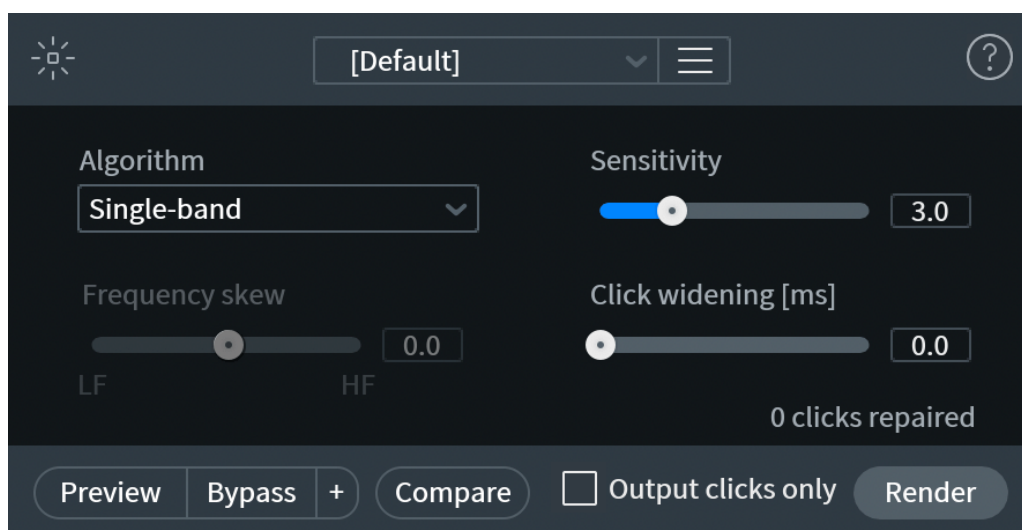 [Default]
?
Algorithm
Sensitivity
Single-band
3.0
Frequency skew
Click widening [ms]
0.0
0.0
LF HF
0 clicks repaired
Preview Bypass + Compare Output clicks only Render